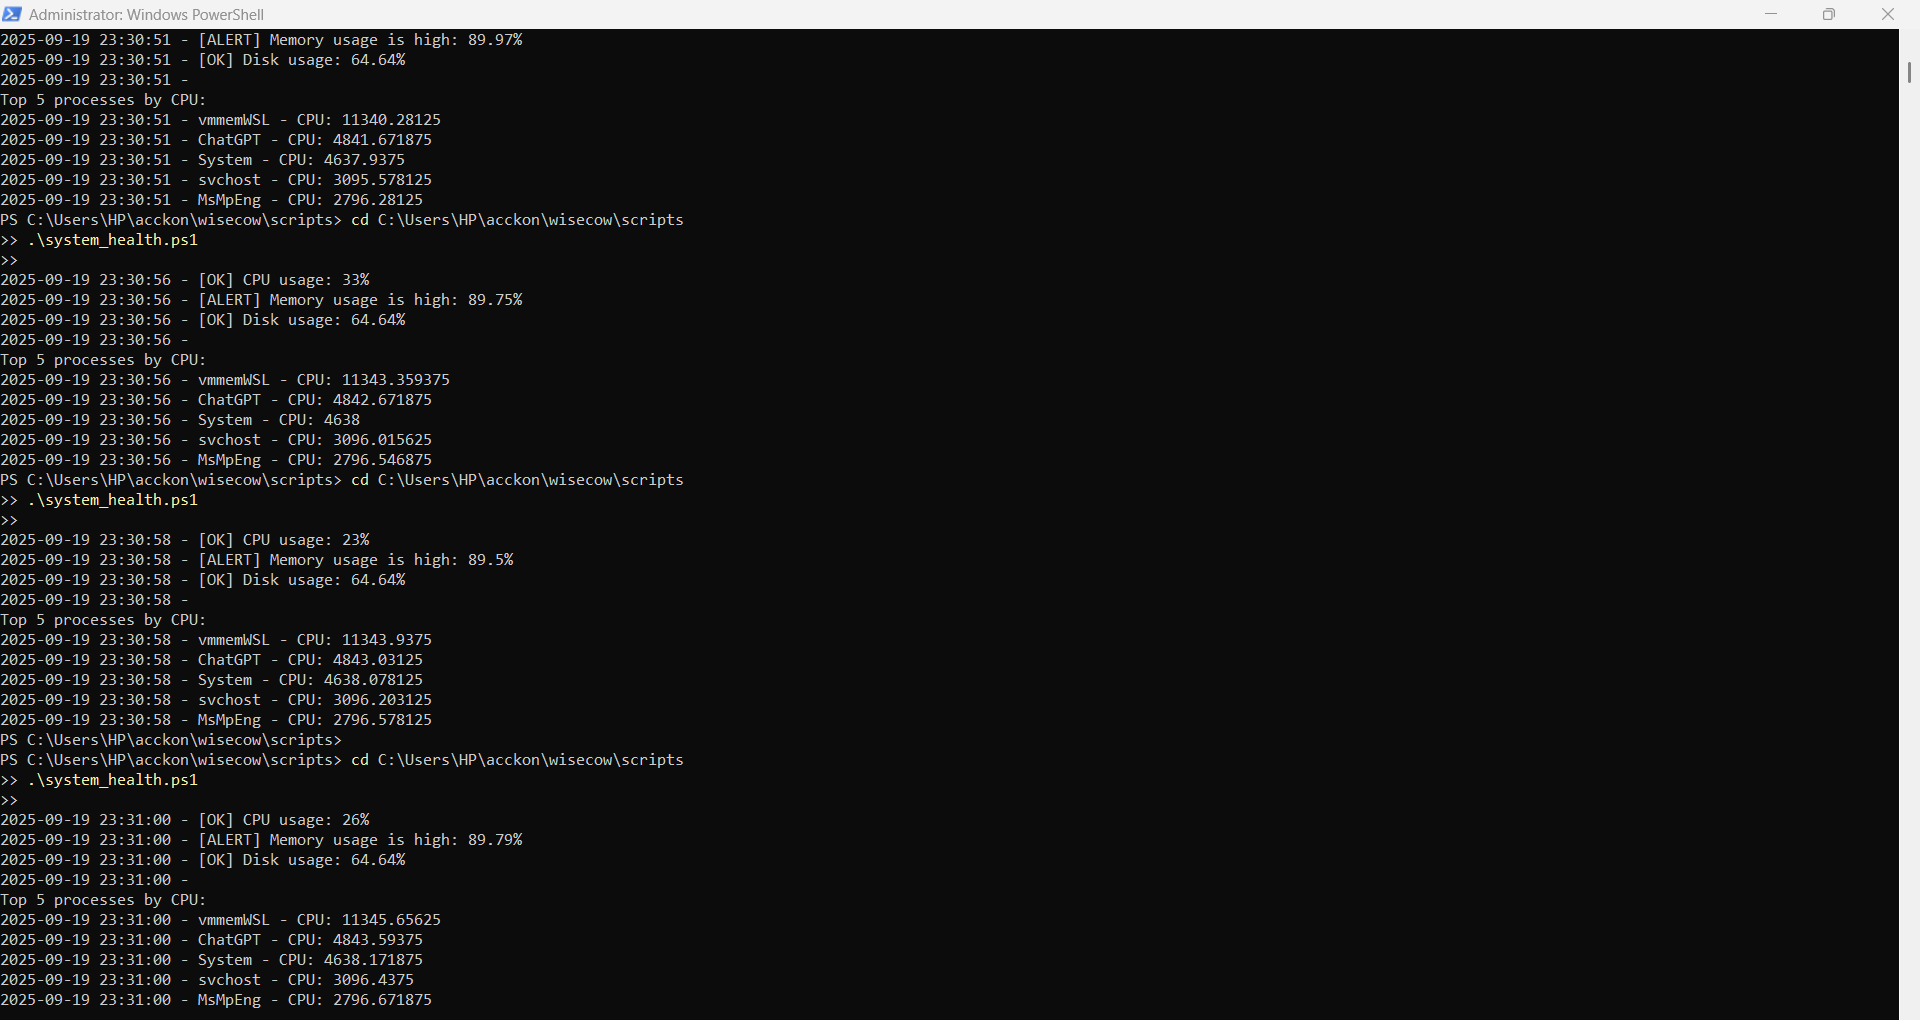 Administrator: Windows PowerShell
2025-09-19 23:30:51 - [ALERT] Memory usage is high: 89.97%
2025-09-19 23:30:51 - [OK] Disk usage: 64.64%
2025-09-19 23:30:51 -
Top 5 processes by CPU:
2025-09-19 23:30:51 - vmmemWSL - CPU: 11340.28125
2025-09-19 23:30:51 - ChatGPT - CPU: 4841.671875
2025-09-19 23:30:51 - System - CPU: 4637.9375
2025-09-19 23:30:51 - svchost - CPU: 3095.578125
2025-09-19 23:30:51 - MsMpEng - CPU: 2796.28125
PS C:\Users\HP\acckon\wisecow\scripts> cd C:\Users\HP\acckon\wisecow\scripts
>> .\system_health.ps1
>>
2025-09-19 23:30:56 - [OK] CPU usage: 33%
2025-09-19 23:30:56 - [ALERT] Memory usage is high: 89.75%
2025-09-19 23:30:56 - [OK] Disk usage: 64.64%
2025-09-19 23:30:56 -
Top 5 processes by CPU:
2025-09-19 23:30:56 - vmmemWSL - CPU: 11343.359375
2025-09-19 23:30:56 - ChatGPT - CPU: 4842.671875
2025-09-19 23:30:56 - System - CPU: 4638
2025-09-19 23:30:56 - svchost - CPU: 3096.015625
2025-09-19 23:30:56 - MsMpEng - CPU: 2796.546875
PS C:\Users\HP\acckon\wisecow\scripts> cd C:\Users\HP\acckon\wisecow\scripts
>> .\system_health.ps1
>>
2025-09-19 23:30:58 - [OK] CPU usage: 23%
2025-09-19 23:30:58 - [ALERT] Memory usage is high: 89.5%
2025-09-19 23:30:58 - [OK] Disk usage: 64.64%
2025-09-19 23:30:58 -
Top 5 processes by CPU:
2025-09-19 23:30:58 - vmmemWSL - CPU: 11343.9375
2025-09-19 23:30:58 - ChatGPT - CPU: 4843.03125
2025-09-19 23:30:58 - System - CPU: 4638.078125
2025-09-19 23:30:58 - svchost - CPU: 3096.203125
2025-09-19 23:30:58 - MsMpEng - CPU: 2796.578125
PS C:\Users\HP\acckon\wisecow\scripts>
PS C:\Users\HP\acckon\wisecow\scripts> cd C:\Users\HP\acckon\wisecow\scripts
>> .\system_health.ps1
>>
2025-09-19 23:31:00 - [OK] CPU usage: 26%
2025-09-19 23:31:00 - [ALERT] Memory usage is high: 89.79%
2025-09-19 23:31:00 - [OK] Disk usage: 64.64%
2025-09-19 23:31:00 -
Top 5 processes by CPU:
2025-09-19 23:31:00 - vmmemWSL - CPU: 11345.65625
2025-09-19 23:31:00 - ChatGPT - CPU: 4843.59375
2025-09-19 23:31:00 - System - CPU: 4638.171875
2025-09-19 23:31:00 - svchost - CPU: 3096.4375
2025-09-19 23:31:00 - MsMpEng - CPU: 2796.671875